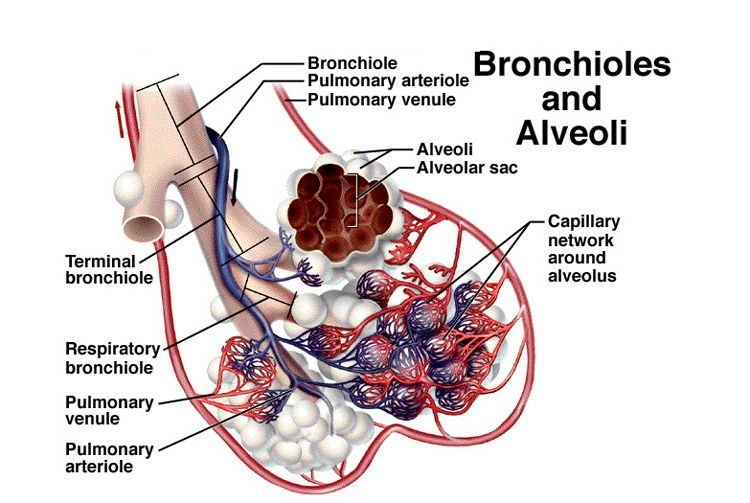 Bronchioles
and
Alveoli
Bronchiole
Pulmonary arteriole
Pulmonary venule
Alveoli
Alveolar sac
Capillary
network
around
alveolus
Terminal
bronchiole
Respiratory
bronchiole
Pulmonary
venule
Pulmonary
arteriole